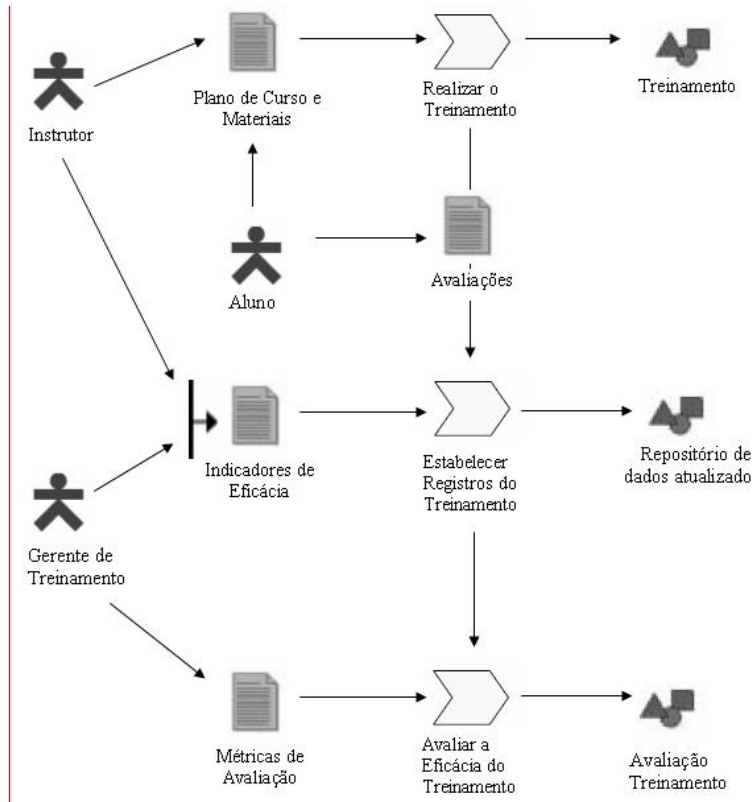 Instrutor
Plano de Curso e
Materiais
Realizar o
Treinamento
Treinamento
Aluno
Avaliações
Indicadores de
Eficácia
Estabelecer
Registros do
Treinamento
Repositório de
dados atualizado
Gerente de
Treinamento
Métricas de
Avaliação
Avaliar a
Eficácia do
Treinamento
Avaliação
Treinamento